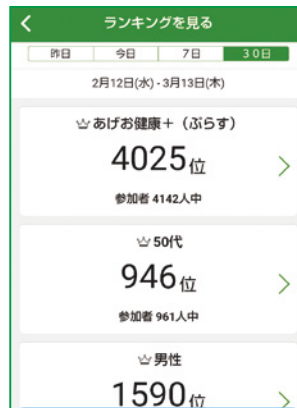 ランキングを見る
昨日 今日 7日 30日
2月12日(水) - 3月13日(木)
あげお健康＋（ぷらす）
4025位
参加者 4142人中
50代
946位
参加者 961人中
男性
1590位